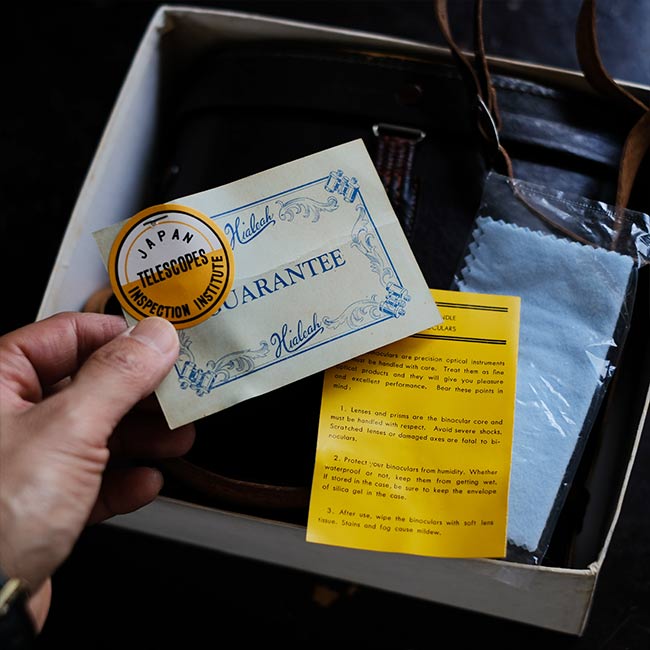 JAPAN
TELESCOPES
INSPECTION INSTITUTE
Hialeah
GUARANTEE
Hialeah
NDLE
OCULARS
oculars are precision optical instruments
must be handled with care. Treat them as fine
optical products and they will give you pleasure
and excellent performance. Bear these points in
mind:
1. Lenses and prisms are the binocular core and
must be handled with respect. Avoid severe shocks.
Scratched lenses or damaged axes are fatal to bi-
noculars.
2. Protect your binoculars from humidity. Whether
waterproof or not, keep them from getting wet.
If stored in the case, be sure to keep the envelope
of silica gel in the case.
3. After use, wipe the binoculars with soft lens
tissue. Stains and fog cause mildew.